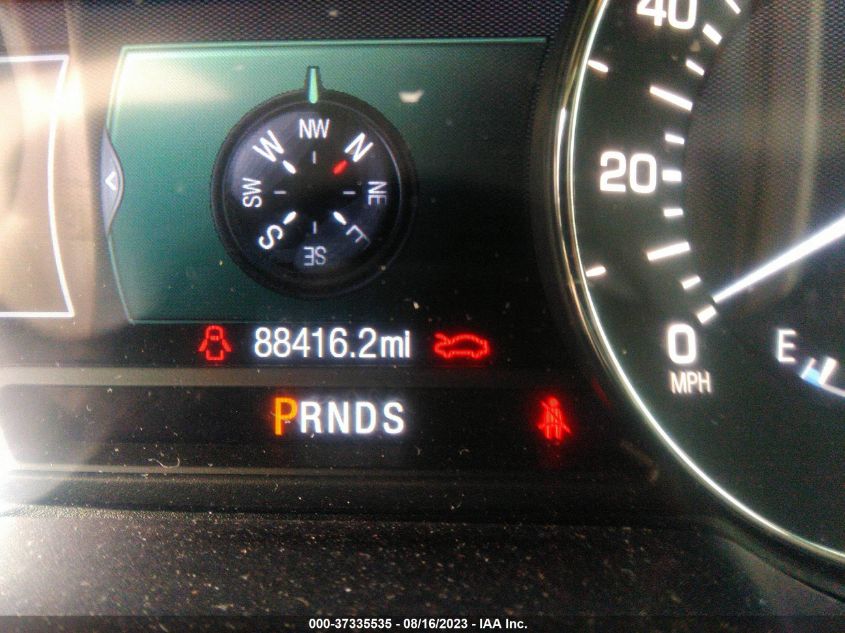 40
NW
W N
20
SW NE
S E
SE
88416.2mi
0
E
MPH
PRNDS
000-37335535 - 08/16/2023 - IAA Inc.